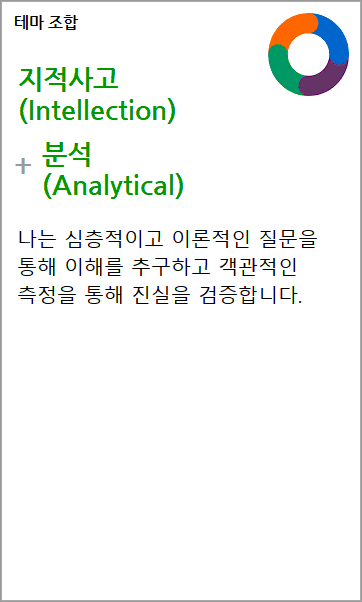 테마 조합
지적사고
(Intellection)
+ 분석
(Analytical)
나는 심층적이고 이론적인 질문을
통해 이해를 추구하고 객관적인
측정을 통해 진실을 검증합니다.